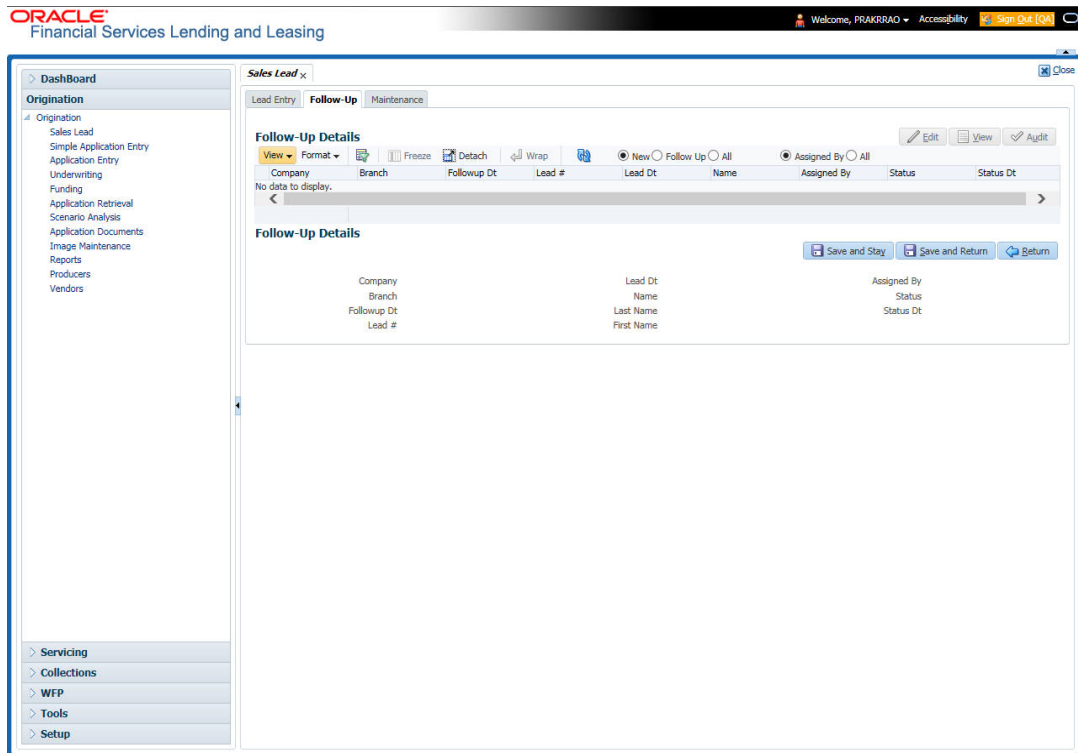 ORACLE
Financial Services Lending and Leasing
Welcome, PRAKRRAO Accessibility Sign Out [QA]
Close
DashBoard
Origination
Origination
Sales Lead
Simple Application Entry
Application Entry
Underwriting
Funding
Application Retrieval
Scenario Analysis
Application Documents
Image Maintenance
Reports
Producers
Vendors
Servicing
Collections
WFP
Tools
Setup
Sales Lead x
Lead Entry Follow-Up Maintenance
Follow-Up Details
Edit View Audit
View Format Freeze Detach Wrap New Follow Up All Assigned By All
Company Branch Followup Dt Lead # Lead Dt Name Assigned By Status Status Dt
No data to display.
Follow-Up Details
Save and Stay Save and Return Return
Company Lead Dt Assigned By
Branch Name Status
Followup Dt Last Name Status Dt
Lead # First Name